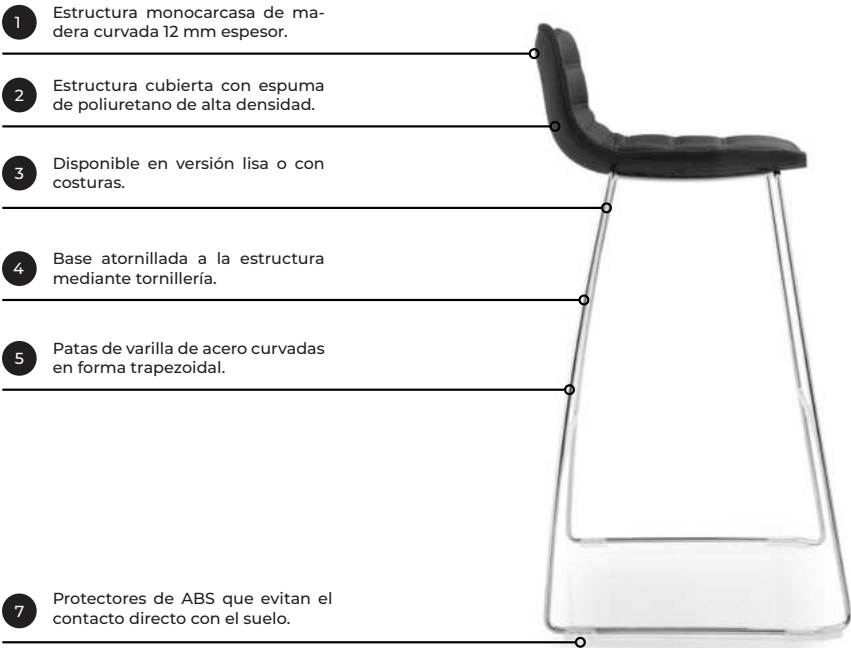 1
Estructura monocarcasa de ma-
dera curvada 12 mm espesor.
2
Estructura cubierta con espuma
de poliuretano de alta densidad.
3
Disponible en versión lisa o con
costuras.
4
Base atornillada a la estructura
mediante tornillería.
5
Patas de varilla de acero curvadas
en forma trapezoidal.
7
Protectores de ABS que evitan el
contacto directo con el suelo.